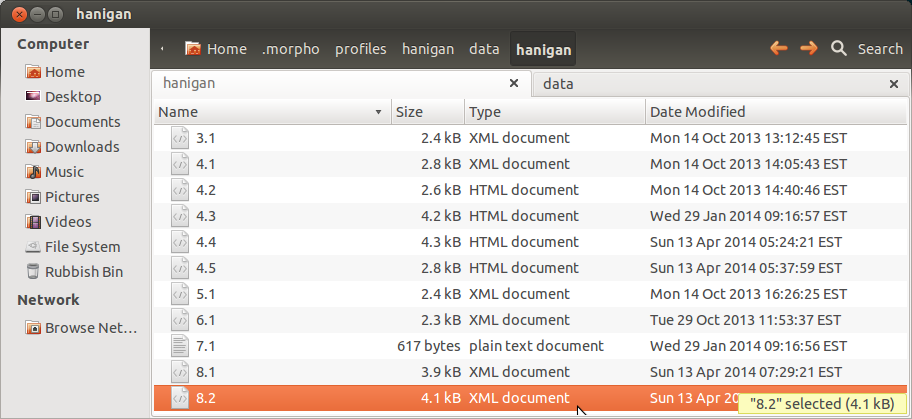 hanigan
Computer
Home
Desktop
Documents
Downloads
Music
Pictures
Videos
File System
Rubbish Bin
Network
Browse Net...
Home .morpho profiles hanigan data hanigan Search
hanigan data
Name Size Type Date Modified
3.1 2.4 kB XML document Mon 14 Oct 2013 13:12:45 EST
4.1 2.8 kB XML document Mon 14 Oct 2013 14:05:43 EST
4.2 2.6 kB HTML document Mon 14 Oct 2013 14:40:46 EST
4.3 4.2 kB HTML document Wed 29 Jan 2014 09:16:57 EST
4.4 4.3 kB HTML document Sun 13 Apr 2014 05:24:21 EST
4.5 2.8 kB HTML document Sun 13 Apr 2014 05:37:59 EST
5.1 2.4 kB XML document Mon 14 Oct 2013 16:26:25 EST
6.1 2.3 kB XML document Tue 29 Oct 2013 11:53:37 EST
7.1 617 bytes plain text document Wed 29 Jan 2014 09:16:56 EST
8.1 3.9 kB XML document Sun 13 Apr 2014 07:29:21 EST
8.2 4.1 kB XML document Sun 13 Apr 20
"8.2" selected (4.1 kB)